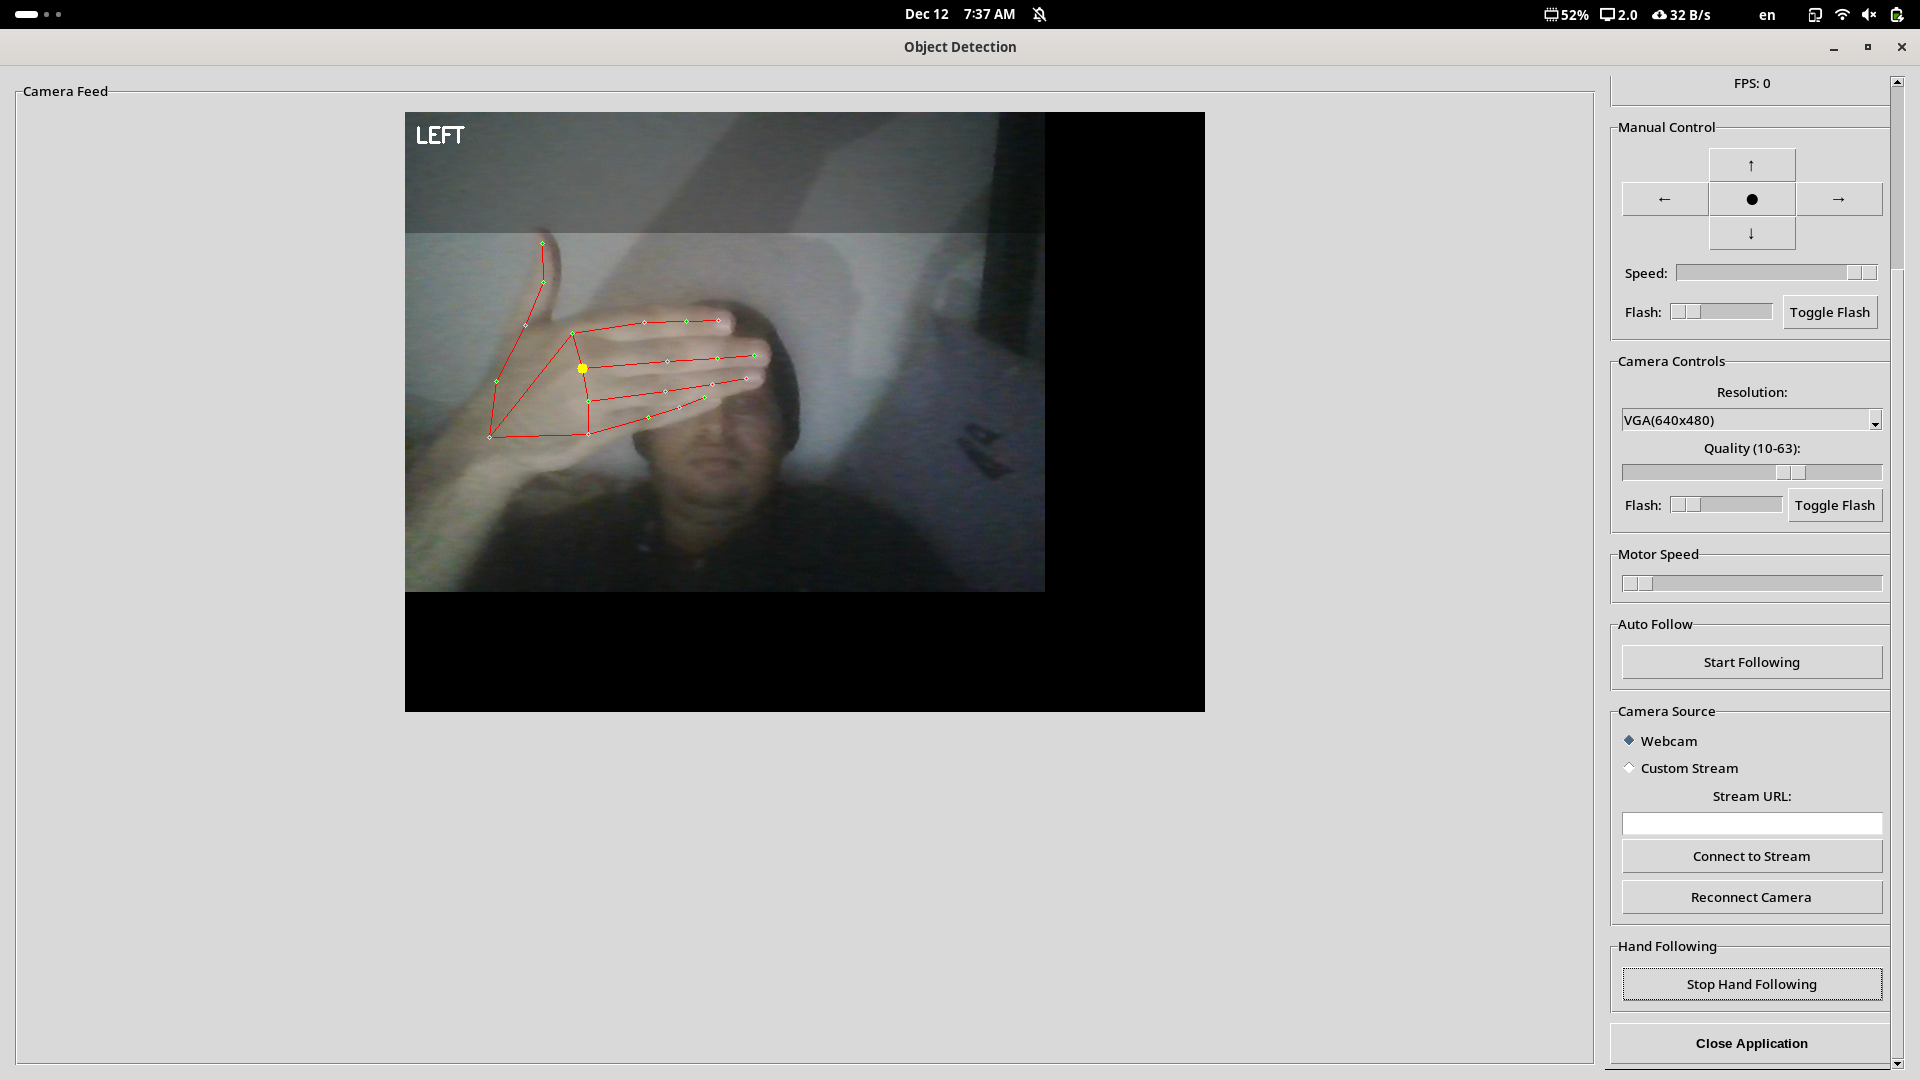 Dec 12 7:37 AM
52% 2.0 32 B/s en
Object Detection
Camera Feed
LEFT
FPS: 0
Manual Control
↑
← ● →
↓
Speed:
Flash: Toggle Flash
Camera Controls
Resolution:
VGA(640x480)
Quality (10-63):
Flash: Toggle Flash
Motor Speed
Auto Follow
Start Following
Camera Source
Webcam
Custom Stream
Stream URL:
Connect to Stream
Reconnect Camera
Hand Following
Stop Hand Following
Close Application